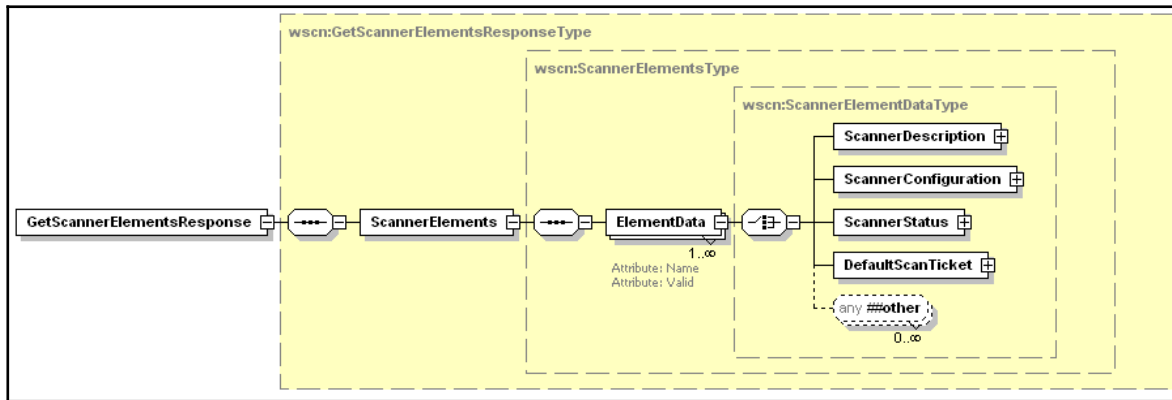 wscn:GetScannerElementsResponseType
wscn:ScannerElementsType
wscn:ScannerElementDataType
ScannerDescription
ScannerConfiguration
GetScannerElementsResponse
ScannerElements
ElementData
ScannerStatus
1..∞
Attribute: Name
Attribute: Valid
DefaultScanTicket
any ##other
0..∞